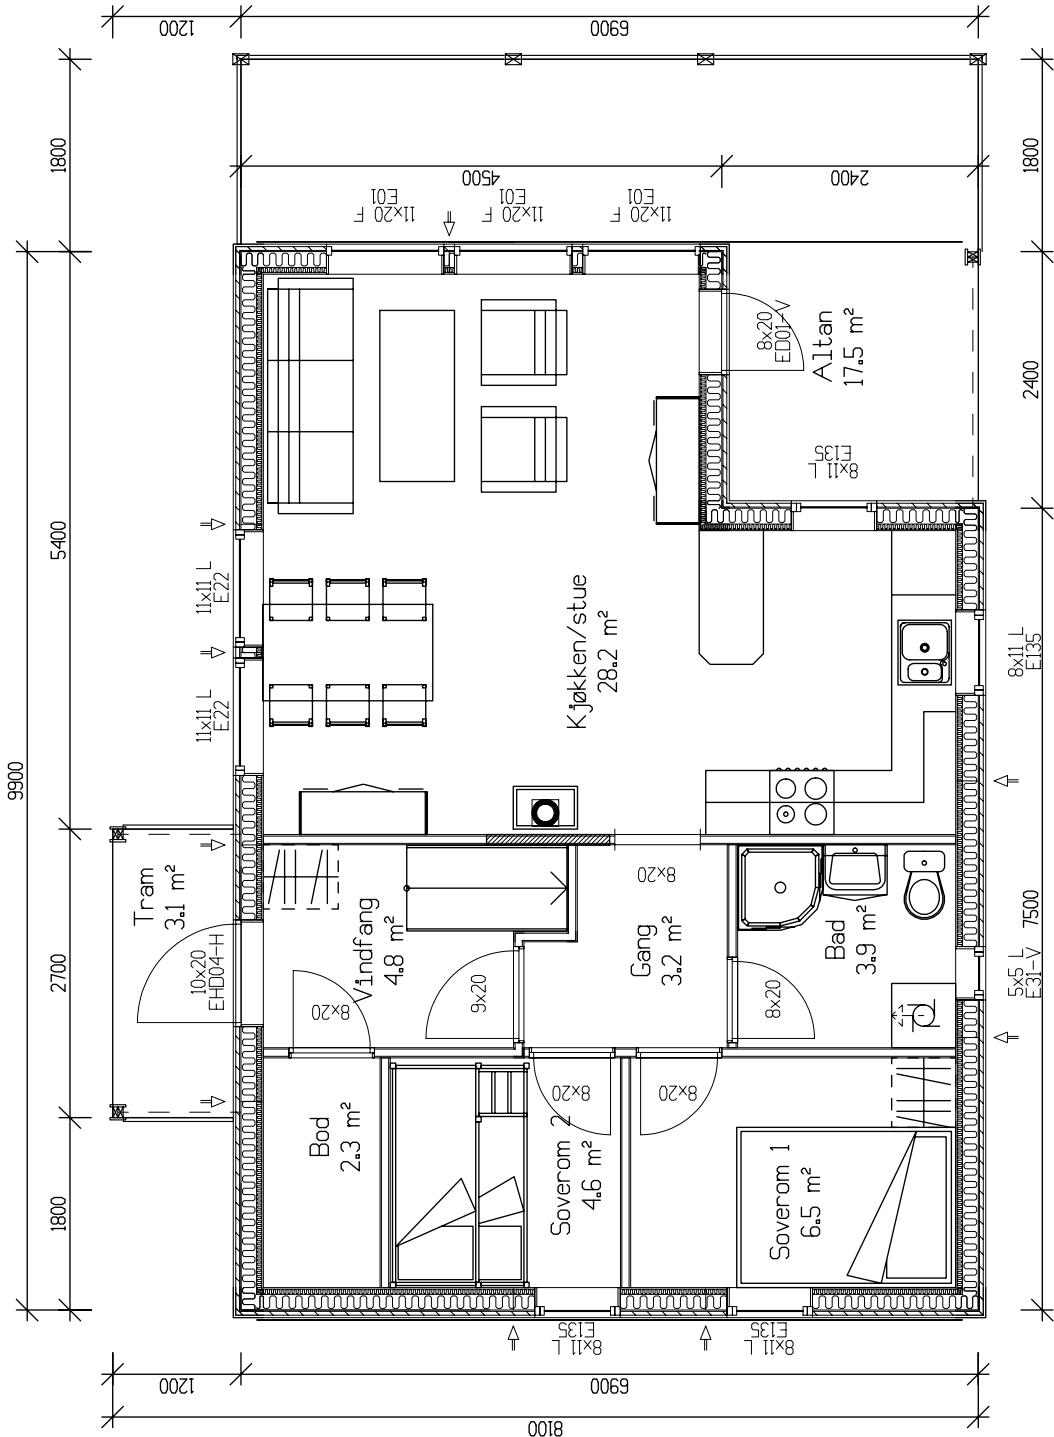 1200
6900
1800
4500
2400
1800
11x20 F
E01
11x20 F
E01
11x20 F
E01
9900
5400
2400
8x20
ED01-V
Altan
17.5 m²
8x11 L
E135
11x11 L
E22
11x11 L
E22
Kjøkken/stue
28.2 m²
8x11 L
E135
Tram
3.1 m²
10x20
EHD04-H
2700
Vindfang
4.8 m²
8x20
9x20
8x20
Gang
3.2 m²
Bad
3.9 m²
8x20
7500
5x5 L
E31-V
Bod
2.3 m²
8x20
Soverom 2
4.6 m²
8x20
Soverom 1
6.5 m²
1800
8x11 L
E135
8x11 L
E135
1200
6900
8100